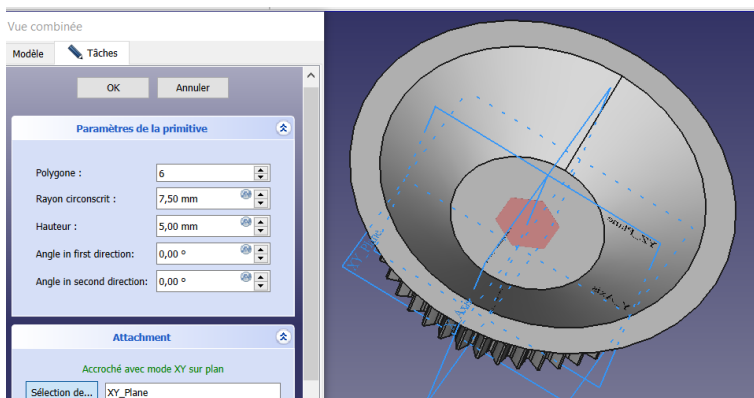 Vue combinée
Modèle
Tâches
OK
Annuler
Paramètres de la primitive
Polygone :
6
Rayon circonscrit :
7,50 mm
Hauteur :
5,00 mm
Angle in first direction:
0,00 °
Angle in second direction:
0,00 °
Attachment
Accroché avec mode XY sur plan
Sélection de...
XY_Plane
XY_Plane